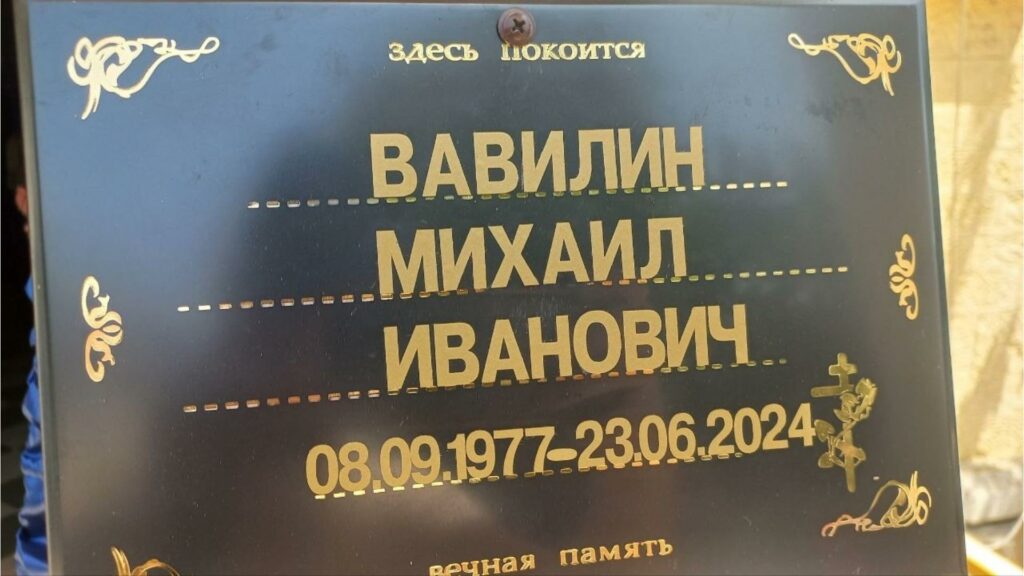 здесь покоится
ВАВИЛИН
МИХАИЛ
ИВАНОВИЧ
08.09.1977-23.06.2024
вечная память